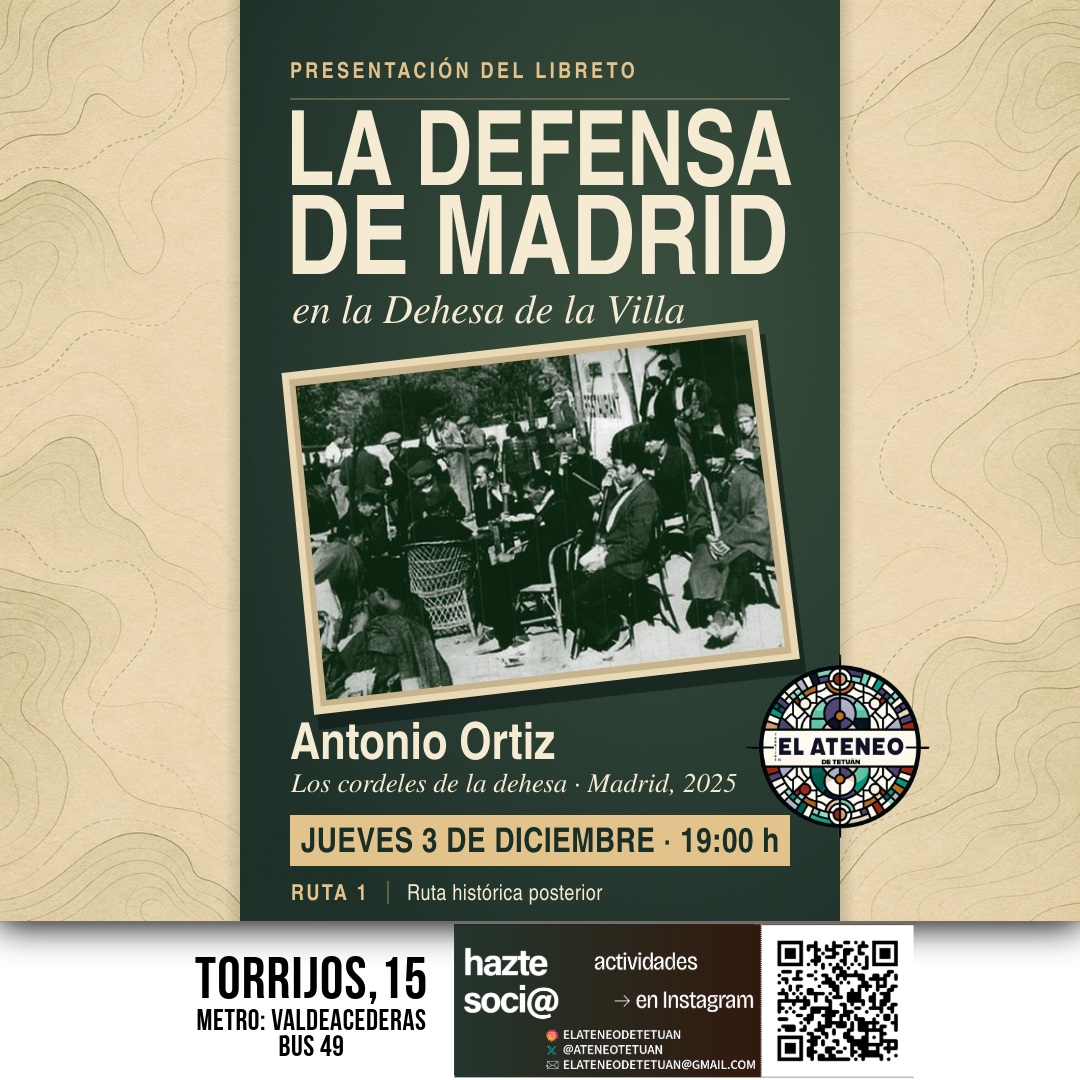 PRESENTACIÓN DEL LIBRETO
LA DEFENSA
DE MADRID
en la Dehesa de la Villa
RESTAURANT
Antonio Ortiz
Los cordeles de la dehesa · Madrid, 2025
EL ATENEO
DE TETUÁN
JUEVES 3 DE DICIEMBRE · 19:00 h
RUTA 1 | Ruta histórica posterior
TORRIJOS, 15
METRO: VALDEACEDERAS
BUS 49
hazte
soci@
actividades
→ en Instagram
ELATENEODETETUAN
@ATENEOTETUAN
ELATENEODETETUAN@GMAIL.COM